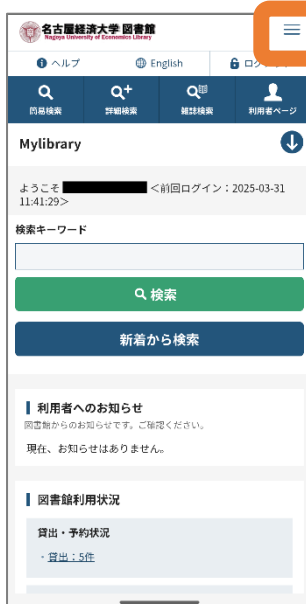 名古屋経済大学 図書館
Nagoya University of Economics Library
ヘルプ
English
簡易検索
詳細検索
雑誌検索
利用者ページ
Mylibrary
ようこそ ＜前回ログイン：2025-03-31
11:41:29＞
検索キーワード
検索
新着から検索
利用者へのお知らせ
図書館からのお知らせです。ご確認ください。
現在、お知らせはありません。
図書館利用状況
貸出・予約状況
・貸出：5件